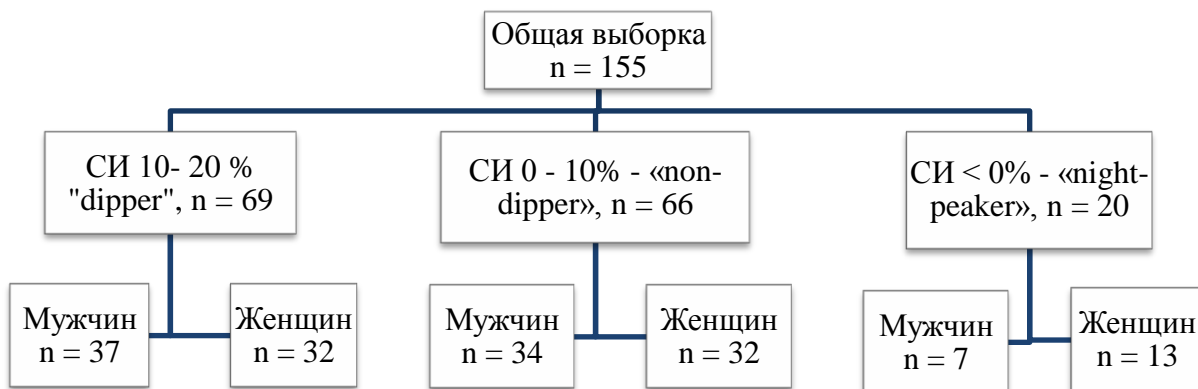 Общая выборка
n = 155
СИ 10- 20 %
"dipper", n = 69
СИ 0 - 10% - «non-
dipper», n = 66
СИ < 0% - «night-
peaker», n = 20
Мужчин
n = 37
Женщин
n = 32
Мужчин
n = 34
Женщин
n = 32
Мужчин
n = 7
Женщин
n = 13